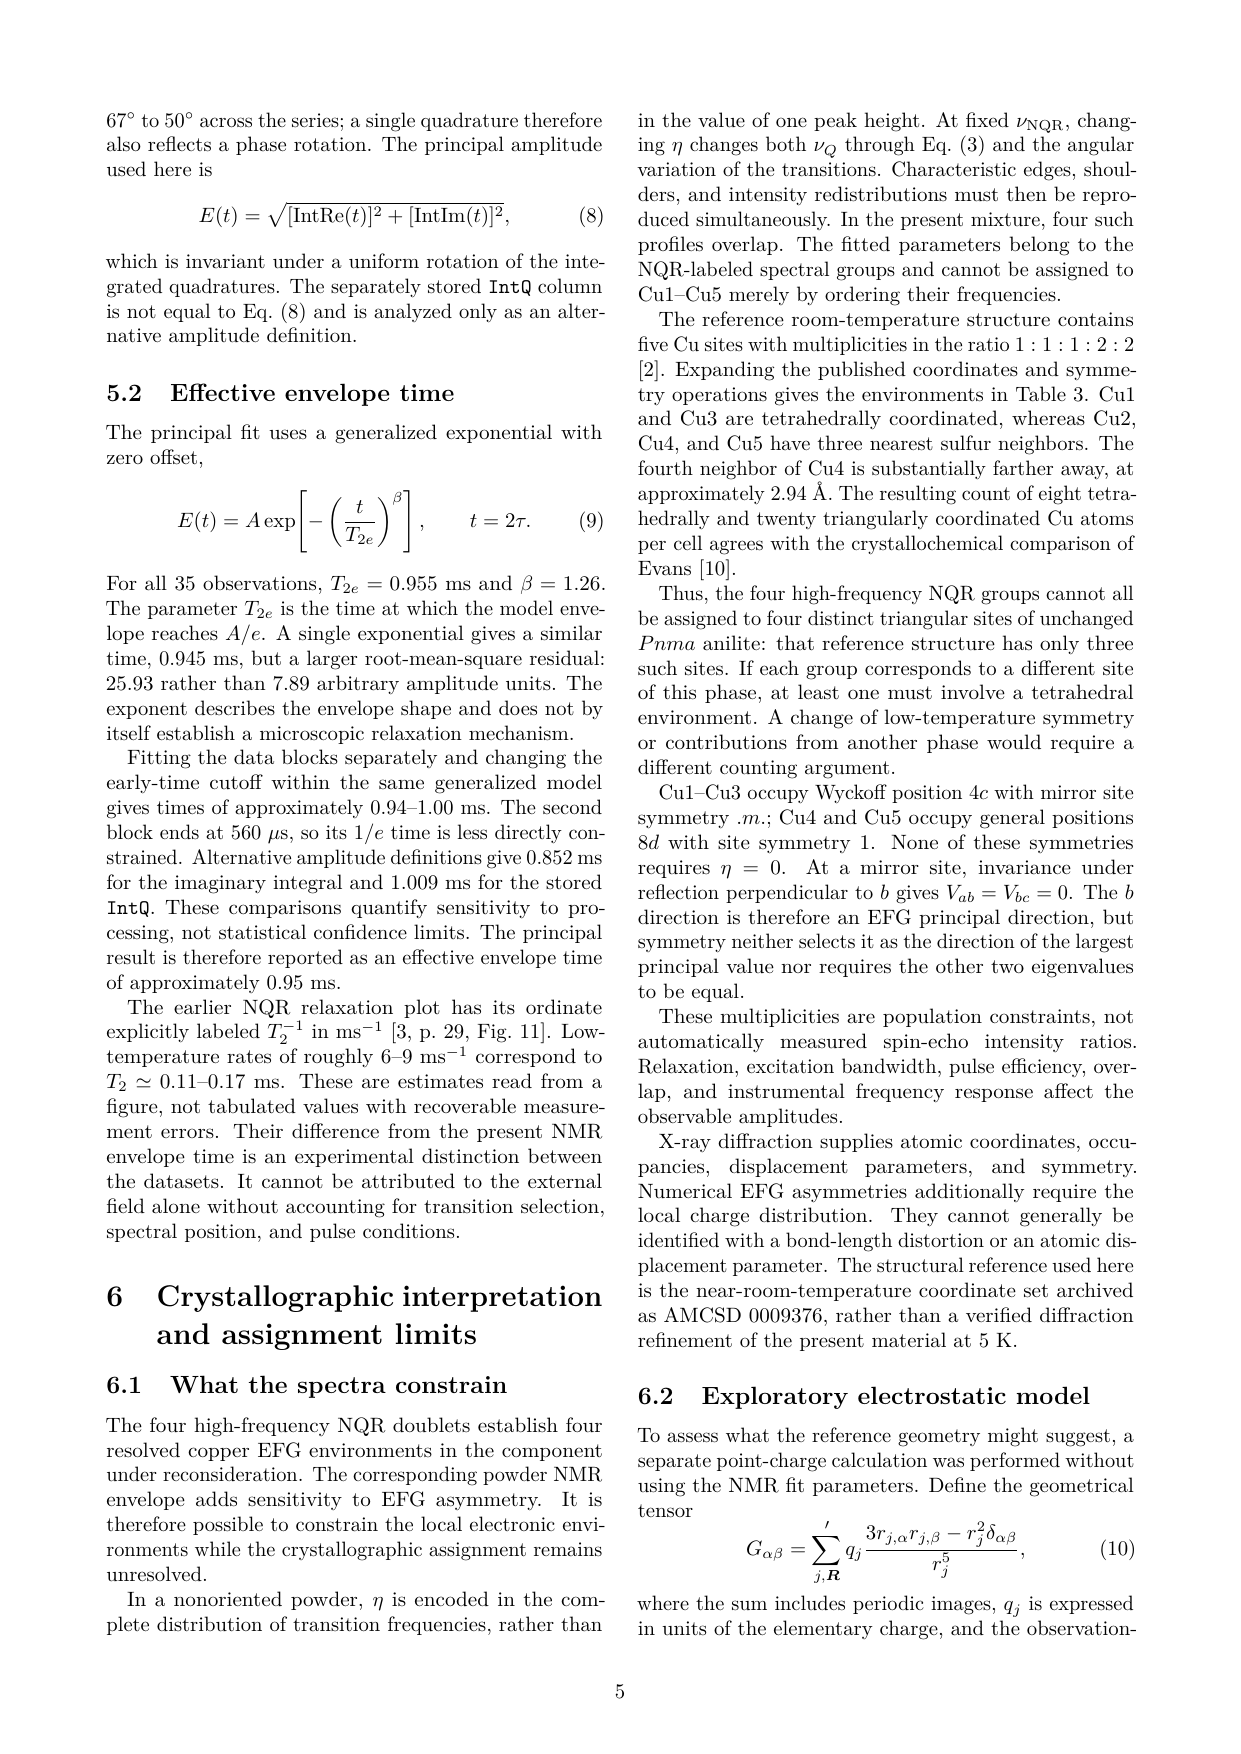 67° to 50° across the series; a single quadrature therefore
also reflects a phase rotation. The principal amplitude
used here is
E(t) = √([IntRe(t)]² + [IntIm(t)]²), (8)
which is invariant under a uniform rotation of the inte-
grated quadratures. The separately stored IntQ column
is not equal to Eq. (8) and is analyzed only as an alter-
native amplitude definition.
5.2 Effective envelope time
The principal fit uses a generalized exponential with
zero offset,
E(t) = A exp[−(t/T₂ₑ)^β], t = 2τ. (9)
For all 35 observations, T₂ₑ = 0.955 ms and β = 1.26.
The parameter T₂ₑ is the time at which the model enve-
lope reaches A/e. A single exponential gives a similar
time, 0.945 ms, but a larger root-mean-square residual:
25.93 rather than 7.89 arbitrary amplitude units. The
exponent describes the envelope shape and does not by
itself establish a microscopic relaxation mechanism.
Fitting the data blocks separately and changing the
early-time cutoff within the same generalized model
gives times of approximately 0.94–1.00 ms. The second
block ends at 560 μs, so its 1/e time is less directly con-
strained. Alternative amplitude definitions give 0.852 ms
for the imaginary integral and 1.009 ms for the stored
IntQ. These comparisons quantify sensitivity to pro-
cessing, not statistical confidence limits. The principal
result is therefore reported as an effective envelope time
of approximately 0.95 ms.
The earlier NQR relaxation plot has its ordinate
explicitly labeled T₂⁻¹ in ms⁻¹ [3, p. 29, Fig. 11]. Low-
temperature rates of roughly 6–9 ms⁻¹ correspond to
T₂ ≃ 0.11–0.17 ms. These are estimates read from a
figure, not tabulated values with recoverable measure-
ment errors. Their difference from the present NMR
envelope time is an experimental distinction between
the datasets. It cannot be attributed to the external
field alone without accounting for transition selection,
spectral position, and pulse conditions.
6 Crystallographic interpretation
and assignment limits
6.1 What the spectra constrain
The four high-frequency NQR doublets establish four
resolved copper EFG environments in the component
under reconsideration. The corresponding powder NMR
envelope adds sensitivity to EFG asymmetry. It is
therefore possible to constrain the local electronic envi-
ronments while the crystallographic assignment remains
unresolved.
In a nonoriented powder, η is encoded in the com-
plete distribution of transition frequencies, rather than
in the value of one peak height. At fixed ν_NQR, chang-
ing η changes both ν_Q through Eq. (3) and the angular
variation of the transitions. Characteristic edges, shoul-
ders, and intensity redistributions must then be repro-
duced simultaneously. In the present mixture, four such
profiles overlap. The fitted parameters belong to the
NQR-labeled spectral groups and cannot be assigned to
Cu1–Cu5 merely by ordering their frequencies.
The reference room-temperature structure contains
five Cu sites with multiplicities in the ratio 1 : 1 : 1 : 2 : 2
[2]. Expanding the published coordinates and symme-
try operations gives the environments in Table 3. Cu1
and Cu3 are tetrahedrally coordinated, whereas Cu2,
Cu4, and Cu5 have three nearest sulfur neighbors. The
fourth neighbor of Cu4 is substantially farther away, at
approximately 2.94 Å. The resulting count of eight tetra-
hedrally and twenty triangularly coordinated Cu atoms
per cell agrees with the crystallochemical comparison of
Evans [10].
Thus, the four high-frequency NQR groups cannot all
be assigned to four distinct triangular sites of unchanged
Pnma anilite: that reference structure has only three
such sites. If each group corresponds to a different site
of this phase, at least one must involve a tetrahedral
environment. A change of low-temperature symmetry
or contributions from another phase would require a
different counting argument.
Cu1–Cu3 occupy Wyckoff position 4c with mirror site
symmetry .m.; Cu4 and Cu5 occupy general positions
8d with site symmetry 1. None of these symmetries
requires η = 0. At a mirror site, invariance under
reflection perpendicular to b gives V_ab = V_bc = 0. The b
direction is therefore an EFG principal direction, but
symmetry neither selects it as the direction of the largest
principal value nor requires the other two eigenvalues
to be equal.
These multiplicities are population constraints, not
automatically measured spin-echo intensity ratios.
Relaxation, excitation bandwidth, pulse efficiency, over-
lap, and instrumental frequency response affect the
observable amplitudes.
X-ray diffraction supplies atomic coordinates, occu-
pancies, displacement parameters, and symmetry.
Numerical EFG asymmetries additionally require the
local charge distribution. They cannot generally be
identified with a bond-length distortion or an atomic dis-
placement parameter. The structural reference used here
is the near-room-temperature coordinate set archived
as AMCSD 0009376, rather than a verified diffraction
refinement of the present material at 5 K.
6.2 Exploratory electrostatic model
To assess what the reference geometry might suggest, a
separate point-charge calculation was performed without
using the NMR fit parameters. Define the geometrical
tensor
G_αβ = ∑′_{j,R} q_j (3r_{j,α}r_{j,β} − r_j²δ_αβ)/r_j⁵, (10)
where the sum includes periodic images, q_j is expressed
in units of the elementary charge, and the observation-
5